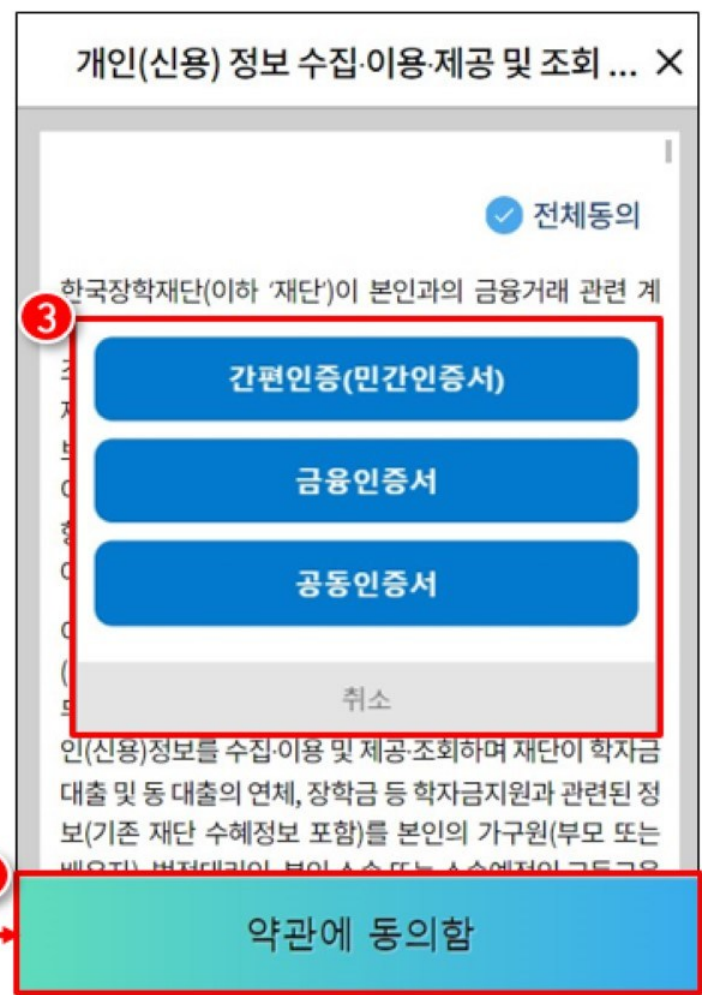 개인(신용) 정보 수집·이용·제공 및 조회 ... ×
전체동의
한국장학재단(이하 ‘재단’)이 본인과의 금융거래 관련 계
3
간편인증(민간인증서)
금융인증서
공동인증서
취소
인(신용)정보를 수집·이용 및 제공·조회하며 재단이 학자금
대출 및 동 대출의 연체, 장학금 등 학자금지원과 관련된 정
보(기존 재단 수혜정보 포함)를 본인의 가구원(부모 또는
약관에 동의함